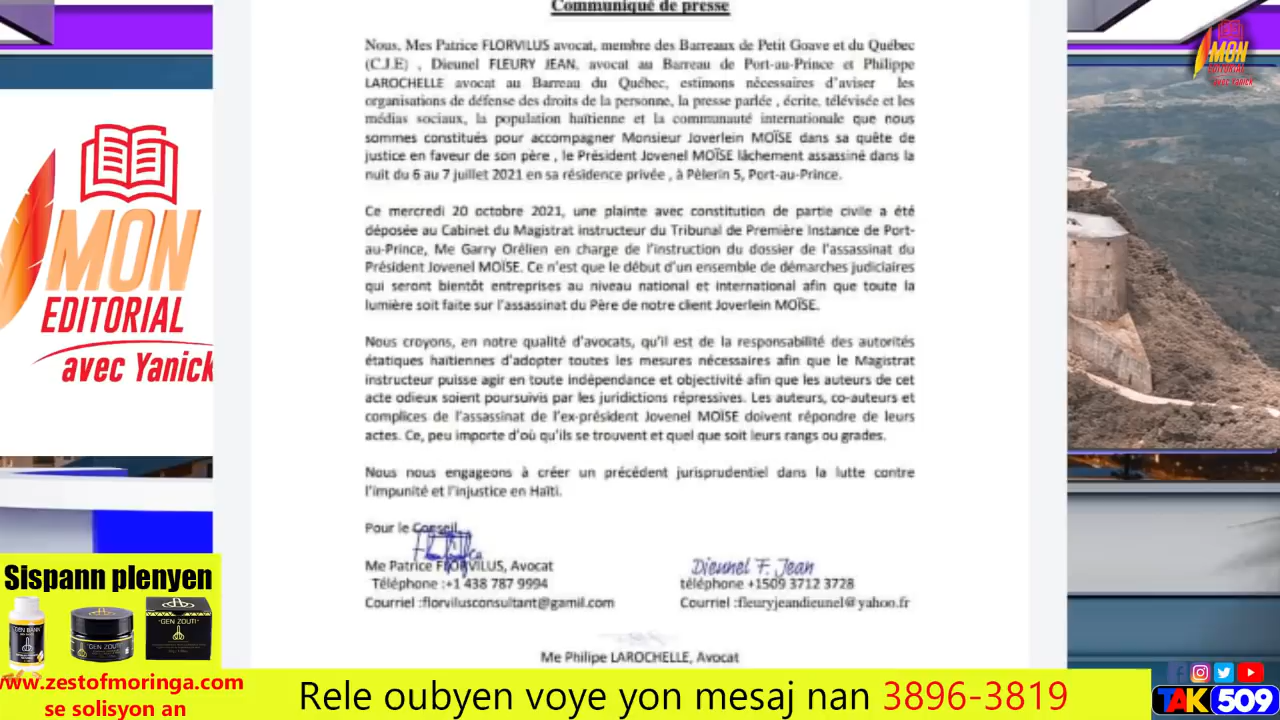 Communiqué de presse
Nous, Mes Patrice FLORVILUS avocat, membre des Barreaux de Petit Goave et du Québec
(C.J.E) , Dieunel FLEURY JEAN, avocat au Barreau de Port-au-Prince et Philippe
LAROCHELLE avocat au Barreau du Québec, estimons nécessaires d'aviser les
organisations de défense des droits de la personne, la presse parlée , écrite, télévisée et les
médias sociaux, la population haïtienne et la communauté internationale que nous
sommes constitués pour accompagner Monsieur Joverlein MOÏSE dans sa quête de
justice en faveur de son père , le Président Jovenel MOÏSE lâchement assassiné dans la
nuit du 6 au 7 juillet 2021 en sa résidence privée , à Pèlerin 5, Port-au-Prince.
Ce mercredi 20 octobre 2021, une plainte avec constitution de partie civile a été
déposée au Cabinet du Magistrat instructeur du Tribunal de Première Instance de Port-
au-Prince, Me Garry Orélien en charge de l'instruction du dossier de l'assassinat du
Président Jovenel MOÏSE. Ce n'est que le début d'un ensemble de démarches judiciaires
qui seront bientôt entreprises au niveau national et international afin que toute la
lumière soit faite sur l'assassinat du Père de notre client Joverlein MOÏSE.
Nous croyons, en notre qualité d'avocats, qu'il est de la responsabilité des autorités
étatiques haïtiennes d'adopter toutes les mesures nécessaires afin que le Magistrat
instructeur puisse agir en toute indépendance et objectivité afin que les auteurs de cet
acte odieux soient poursuivis par les juridictions répressives. Les auteurs, co-auteurs et
complices de l'assassinat de l'ex-président Jovenel MOÏSE doivent répondre de leurs
actes. Ce, peu importe d'où qu'ils se trouvent et quel que soit leurs rangs ou grades.
Nous nous engageons à créer un précédent jurisprudentiel dans la lutte contre
l'impunité et l'injustice en Haïti.
Pour le Conseil,
Me Patrice FLORVILUS, Avocat
Téléphone :+1 438 787 9994
Courriel :florvilusconsultant@gamil.com
Dieunel F. Jean
téléphone +1509 3712 3728
Courriel :fleuryjeandieunel@yahoo.fr
Me Philipe LAROCHELLE, Avocat
MON
EDITORIAL
avec Yanick
MON
EDITORIAL
avec Yanick
Sispann plenyen
"GEN ZOUTI"
"GEN ZOUTI"
www.zestofmoringa.com
se solisyon an
Rele oubyen voye yon mesaj nan 3896-3819
TAK 509